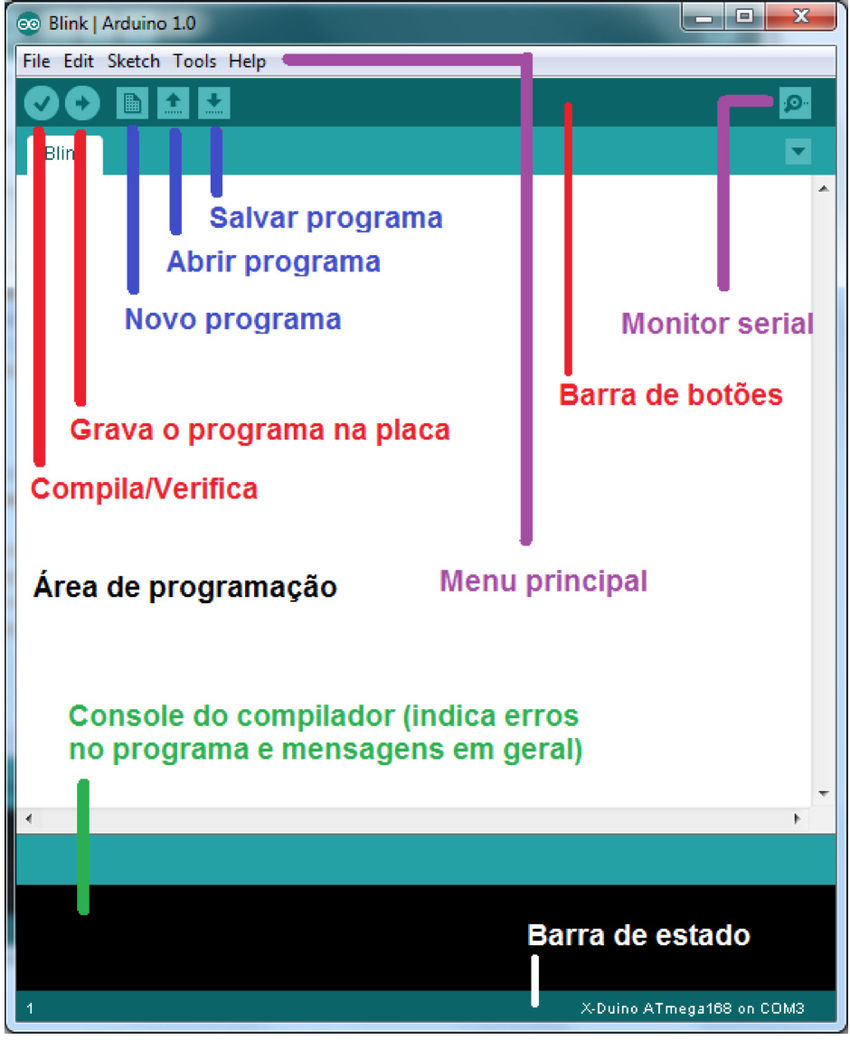 Blink | Arduino 1.0
File Edit Sketch Tools Help
Blin
Salvar programa
Abrir programa
Novo programa
Monitor serial
Barra de botões
Grava o programa na placa
Compila/Verifica
Área de programação
Menu principal
Console do compilador (indica erros
no programa e mensagens em geral)
Barra de estado
1
X-Duino ATmega168 on COM3